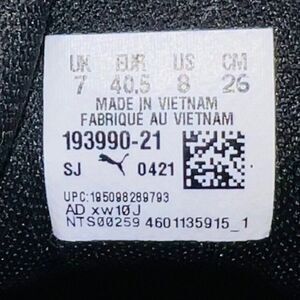 UK EUR US CM
7 40.5 8 26
MADE IN VIETNAM
FABRIQUE AU VIETNAM
193990-21
SJ 0421
UPC:195098289793
AD xw10J
NTS00259 4601135915_1